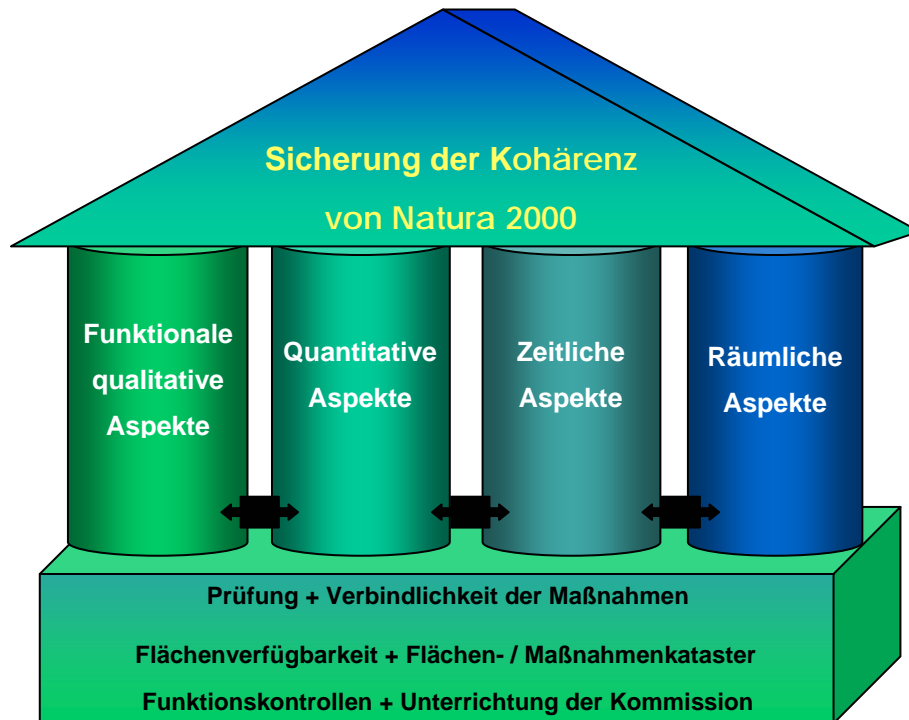 Sicherung der Kohärenz
von Natura 2000
Funktionale
qualitative
Aspekte
Quantitative
Aspekte
Zeitliche
Aspekte
Räumliche
Aspekte
Prüfung + Verbindlichkeit der Maßnahmen
Flächenverfügbarkeit + Flächen- / Maßnahmenkataster
Funktionskontrollen + Unterrichtung der Kommission